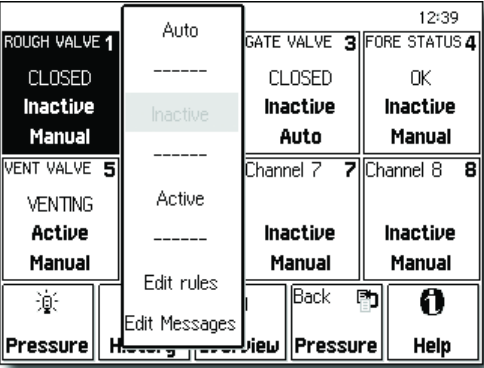 12:39
ROUGH VALVE 1
CLOSED
Inactive
Manual
Auto
------
Inactive
------
Active
------
Edit rules
Edit Messages
GATE VALVE 3
CLOSED
Inactive
Auto
FORE STATUS 4
OK
Inactive
Manual
VENT VALVE 5
VENTING
Active
Manual
Channel 7 7
Inactive
Manual
Channel 8 8
Inactive
Manual
Pressure
Back
Pressure
Help